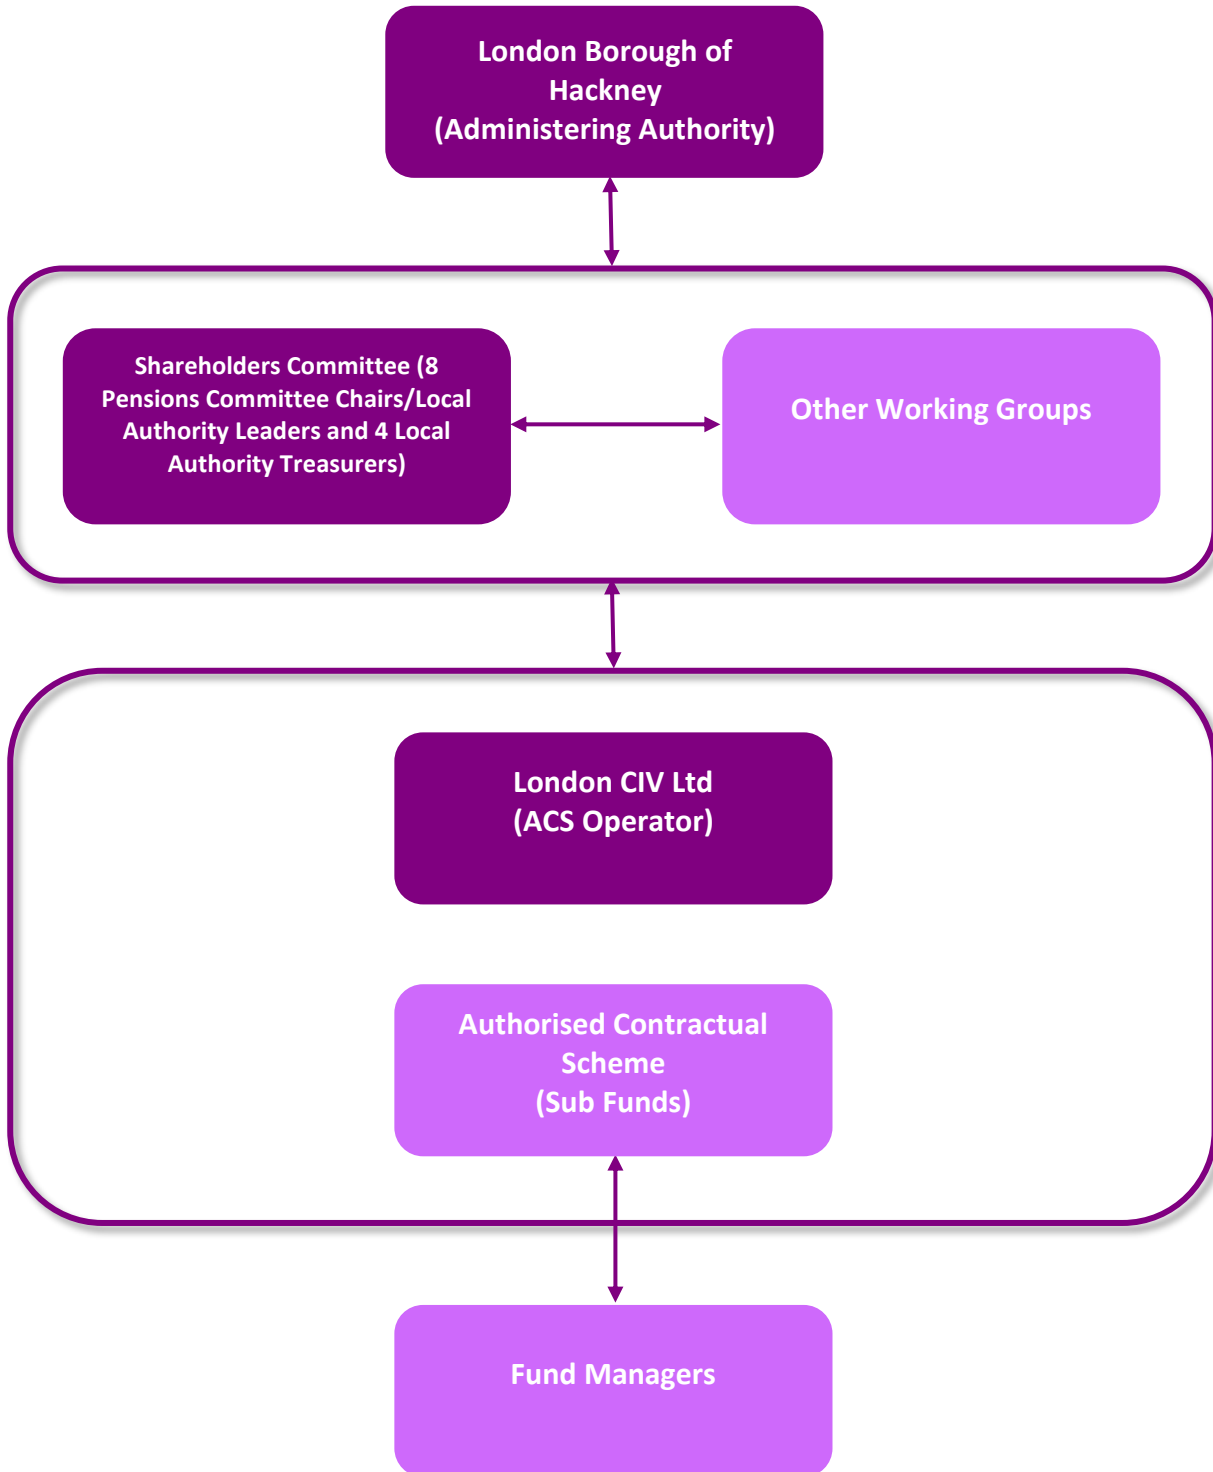 London Borough of
Hackney
(Administering Authority)
Shareholders Committee (8
Pensions Committee Chairs/Local
Authority Leaders and 4 Local
Authority Treasurers)
Other Working Groups
London CIV Ltd
(ACS Operator)
Authorised Contractual
Scheme
(Sub Funds)
Fund Managers